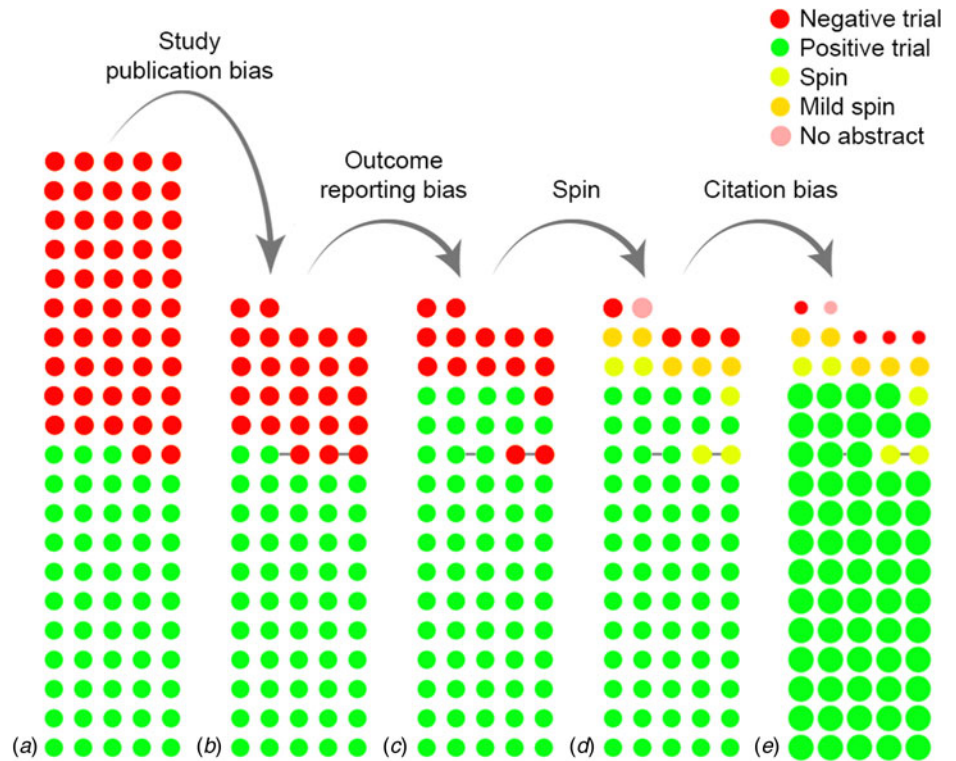 Negative trial
Positive trial
Spin
Mild spin
No abstract
Study
publication bias
Outcome
reporting bias
Spin
Citation bias
(a)
(b)
(c)
(d)
(e)